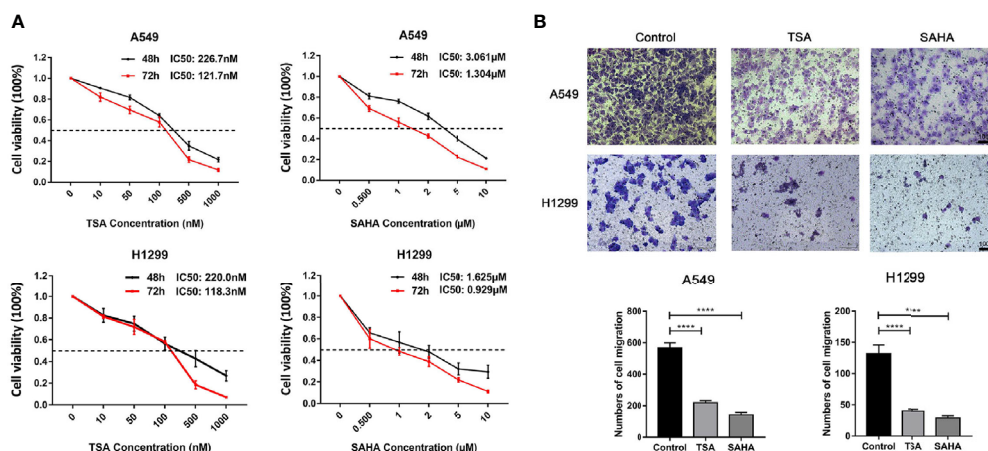 A
A549
48h IC50: 226.7nM
72h IC50: 121.7nM
Cell viability (100%)
1.2
1.0
0.8
0.6
0.4
0.2
0.0
0 10 50 100 500 1000
TSA Concentration (nM)
A549
48h IC50: 3.061μM
72h IC50: 1.304μM
Cell viability (100%)
1.2
1.0
0.8
0.6
0.4
0.2
0.0
0 0.500 1 2 5 10
SAHA Concentration (μM)
H1299
48h IC50: 220.0nM
72h IC50: 118.3nM
Cell viability (100%)
1.2
1.0
0.8
0.6
0.4
0.2
0.0
0 10 50 100 500 1000
TSA Concentration (nM)
H1299
48h IC50: 1.625μM
72h IC50: 0.929μM
Cell viability (100%)
1.2
1.0
0.8
0.6
0.4
0.2
0.0
0 0.500 1 2 5 10
SAHA Concentration (μM)
B
Control TSA SAHA
A549
H1299
A549
****
****
Numbers of cell migration
800
600
400
200
0
Control TSA SAHA
H1299
****
****
Numbers of cell migration
200
150
100
50
0
Control TSA SAHA